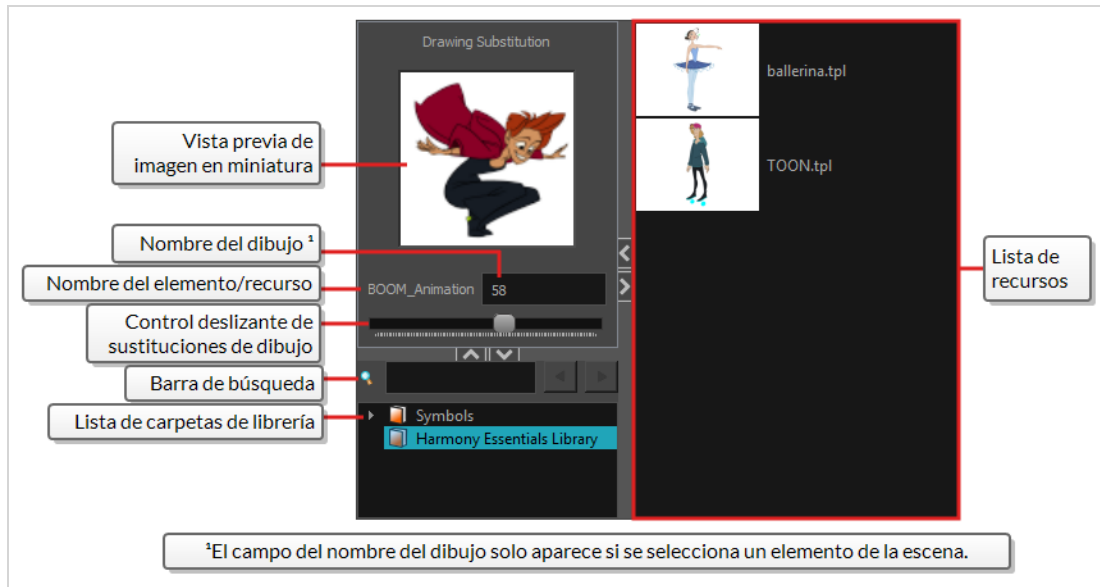 Drawing Substitution
ballerina.tpl
TOON.tpl
Vista previa de
imagen en miniatura
Nombre del dibujo ¹
Nombre del elemento/recurso
BOOM_Animation
58
Control deslizante de
sustituciones de dibujo
Barra de búsqueda
Lista de carpetas de librería
Symbols
Harmony Essentials Library
Lista de
recursos
¹El campo del nombre del dibujo solo aparece si se selecciona un elemento de la escena.